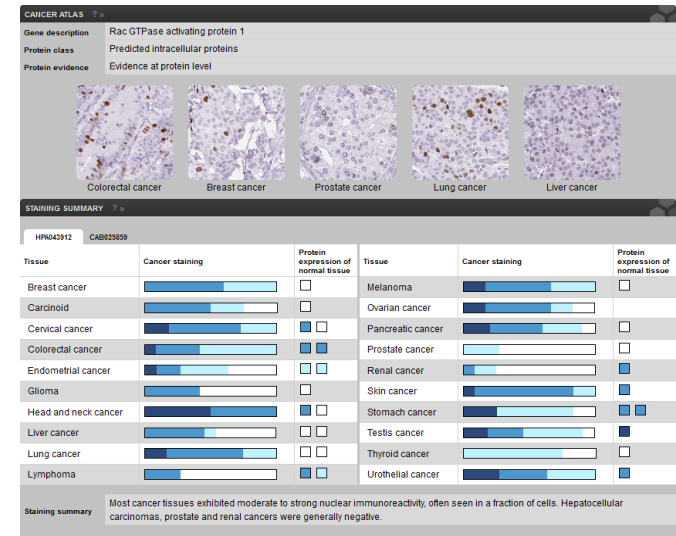 CANCER ATLAS ? »
Gene description Rac GTPase activating protein 1
Protein class Predicted intracellular proteins
Protein evidence Evidence at protein level
Colorectal cancer Breast cancer Prostate cancer Lung cancer Liver cancer
STAINING SUMMARY ? »
HPA043912 CAB025859
Tissue Cancer staining Protein expression of normal tissue Tissue Cancer staining Protein expression of normal tissue
Breast cancer Melanoma
Carcinoid Ovarian cancer
Cervical cancer Pancreatic cancer
Colorectal cancer Prostate cancer
Endometrial cancer Renal cancer
Glioma Skin cancer
Head and neck cancer Stomach cancer
Liver cancer Testis cancer
Lung cancer Thyroid cancer
Lymphoma Urothelial cancer
Staining summary Most cancer tissues exhibited moderate to strong nuclear immunoreactivity, often seen in a fraction of cells. Hepatocellular
carcinomas, prostate and renal cancers were generally negative.